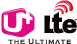 U+ Lte
THE ULTIMATE